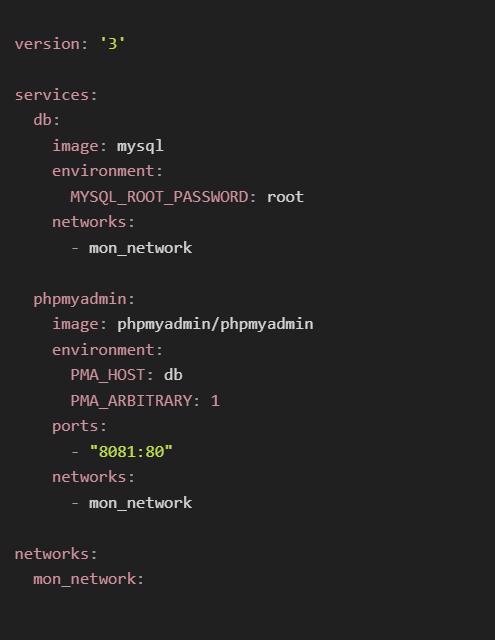 version: '3'

services:
  db:
    image: mysql
    environment:
      MYSQL_ROOT_PASSWORD: root
    networks:
      - mon_network

  phpmyadmin:
    image: phpmyadmin/phpmyadmin
    environment:
      PMA_HOST: db
      PMA_ARBITRARY: 1
    ports:
      - "8081:80"
    networks:
      - mon_network

networks:
  mon_network: